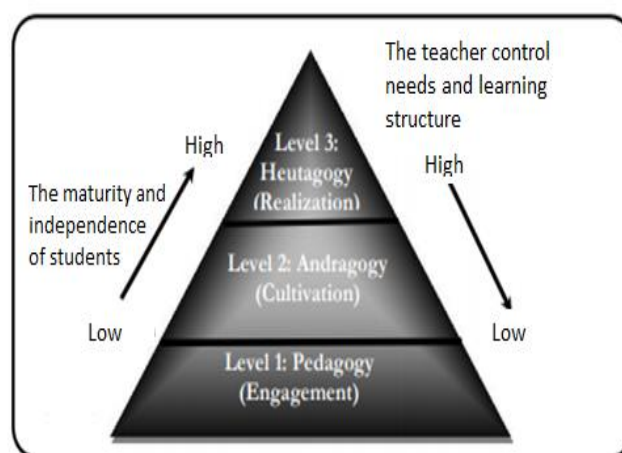 The teacher control
needs and learning
structure
High
High
The maturity and
independence
of students
Low
Low
Level 3:
Heutagogy
(Realization)
Level 2: Andragogy
(Cultivation)
Level 1: Pedagogy
(Engagement)